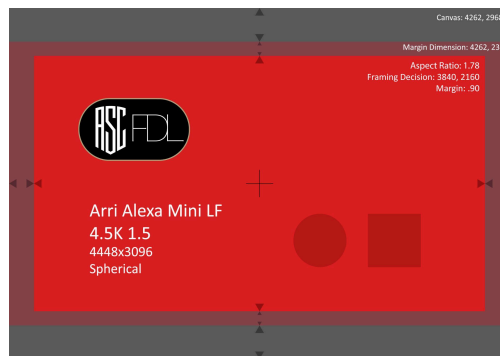 Canvas: 4262, 2968
Margin Dimension: 4262, 23
Aspect Ratio: 1.78
Framing Decision: 3840, 2160
Margin: .90
ASC FDL
Arri Alexa Mini LF
4.5K 1.5
4448x3096
Spherical